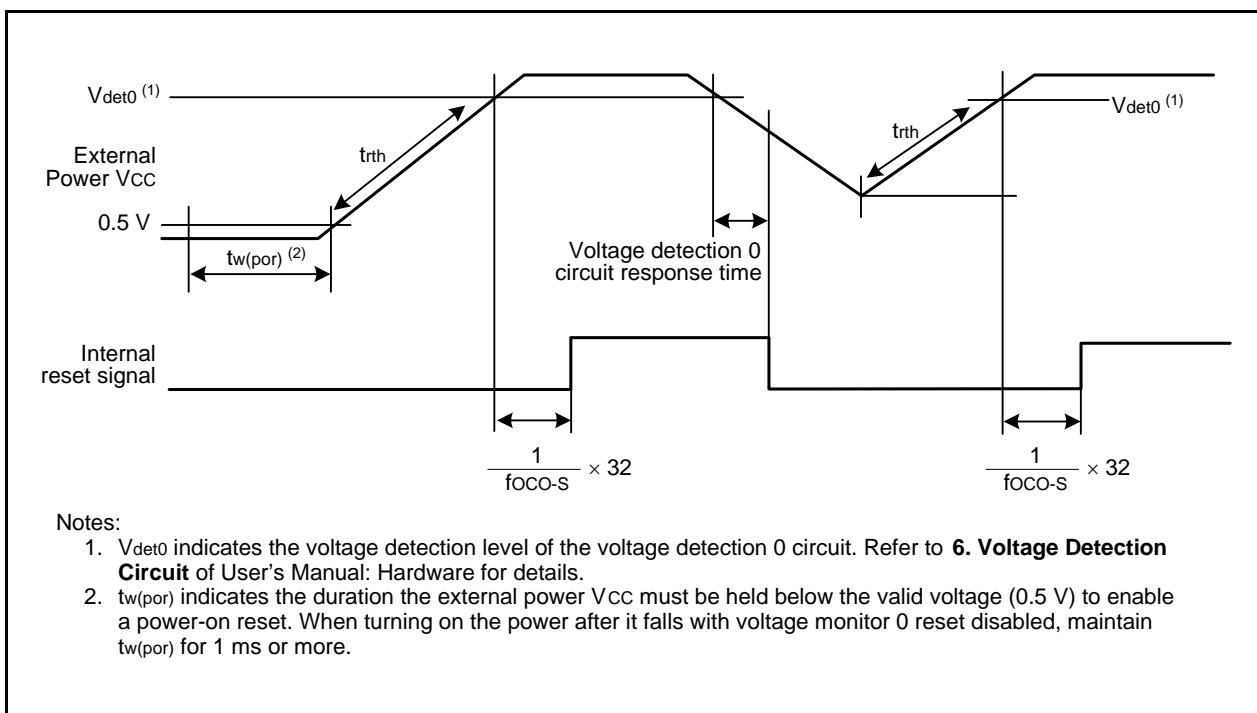 Vdet0 (1)
External
Power VCC
0.5 V
trth
tw(por) (2)
Voltage detection 0
circuit response time
trth
Vdet0 (1)
Internal
reset signal
1
fOCO-S
× 32
1
fOCO-S
× 32
Notes:
1. Vdet0 indicates the voltage detection level of the voltage detection 0 circuit. Refer to 6. Voltage Detection
Circuit of User's Manual: Hardware for details.
2. tw(por) indicates the duration the external power VCC must be held below the valid voltage (0.5 V) to enable
a power-on reset. When turning on the power after it falls with voltage monitor 0 reset disabled, maintain
tw(por) for 1 ms or more.